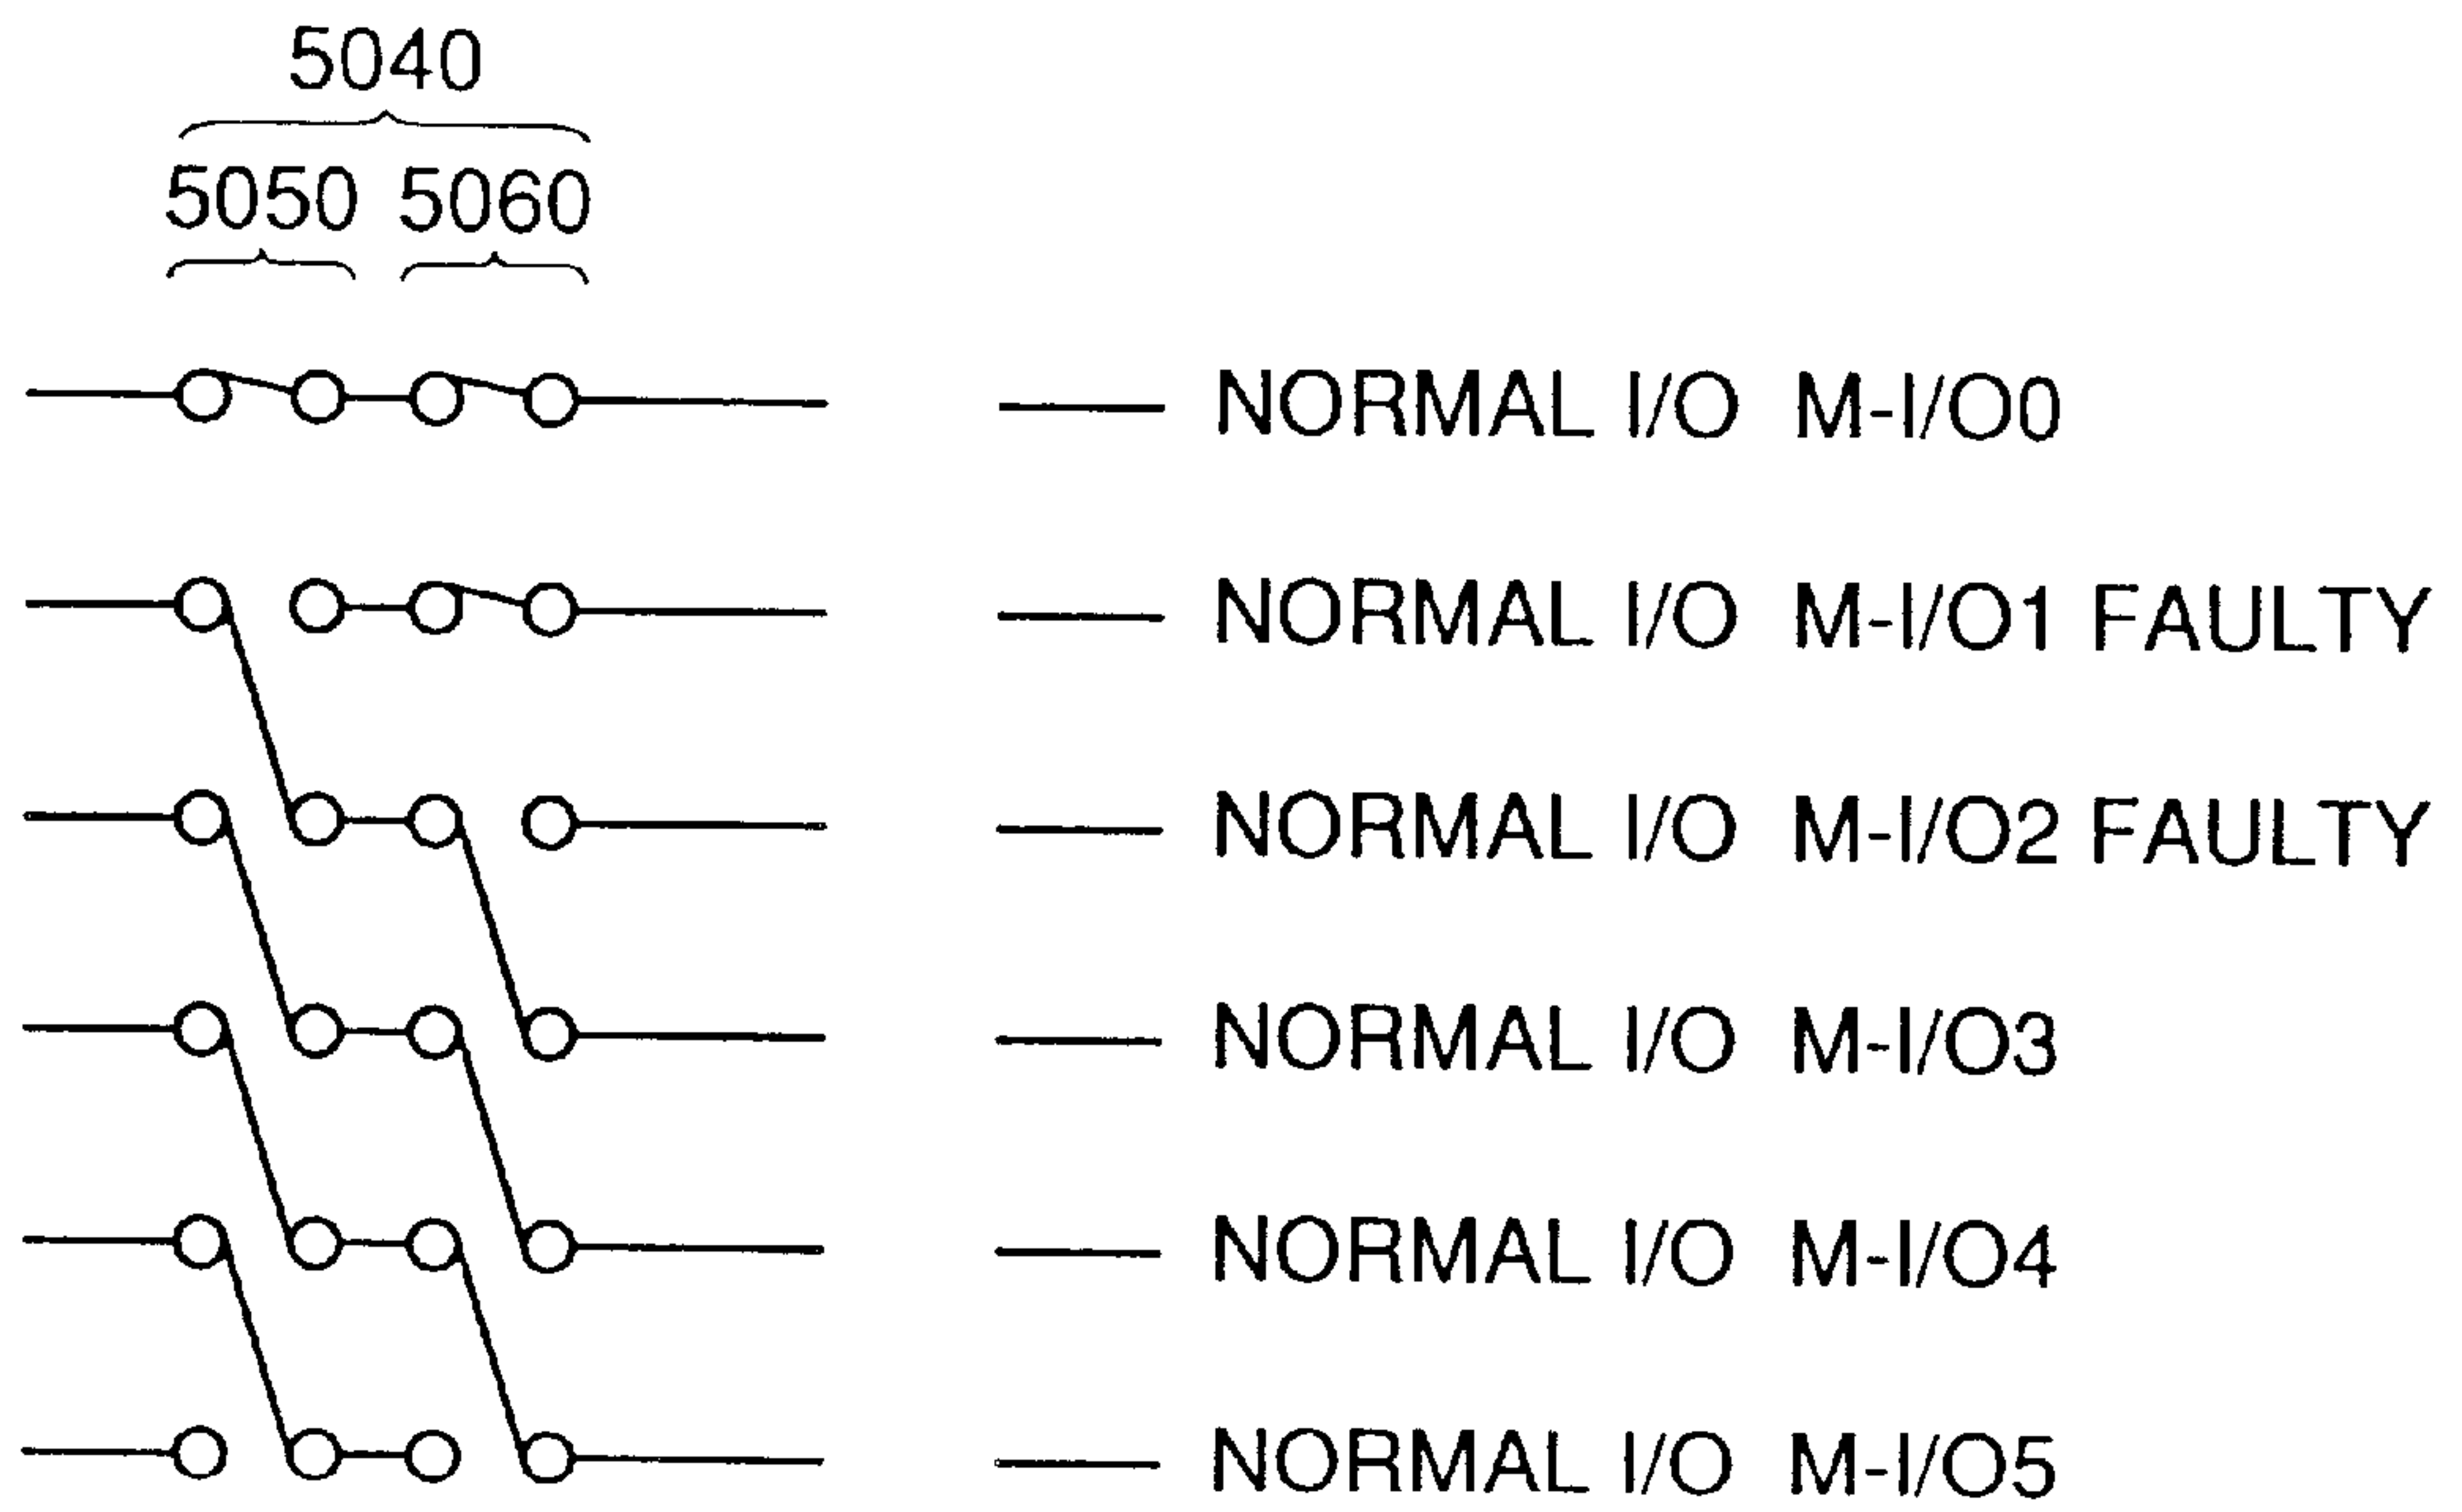 5040
5050 5060
NORMAL I/O M-I/O0
NORMAL I/O M-I/O1 FAULTY
NORMAL I/O M-I/O2 FAULTY
NORMAL I/O M-I/O3
NORMAL I/O M-I/O4
NORMAL I/O M-I/O5